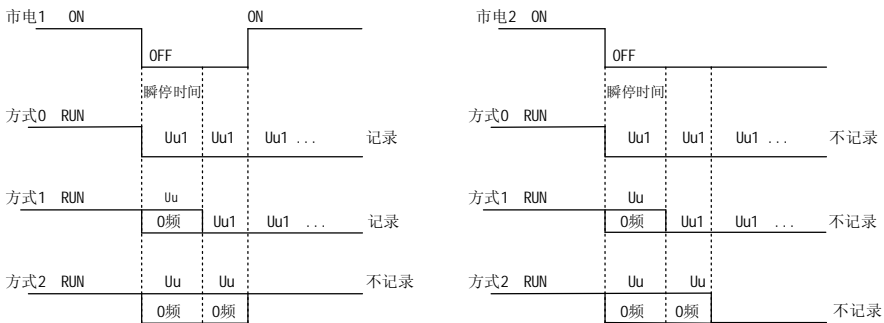 市电1 ON ON
OFF
瞬停时间
方式0 RUN
Uu1 Uu1 Uu1 ... 记录
方式1 RUN Uu
0频 Uu1 Uu1 ... 记录
方式2 RUN Uu Uu 不记录
0频 0频
市电2 ON
OFF
瞬停时间
方式0 RUN
Uu1 Uu1 Uu1 ... 不记录
方式1 RUN Uu
0频 Uu1 Uu1 ... 不记录
方式2 RUN Uu Uu
0频 0频 不记录